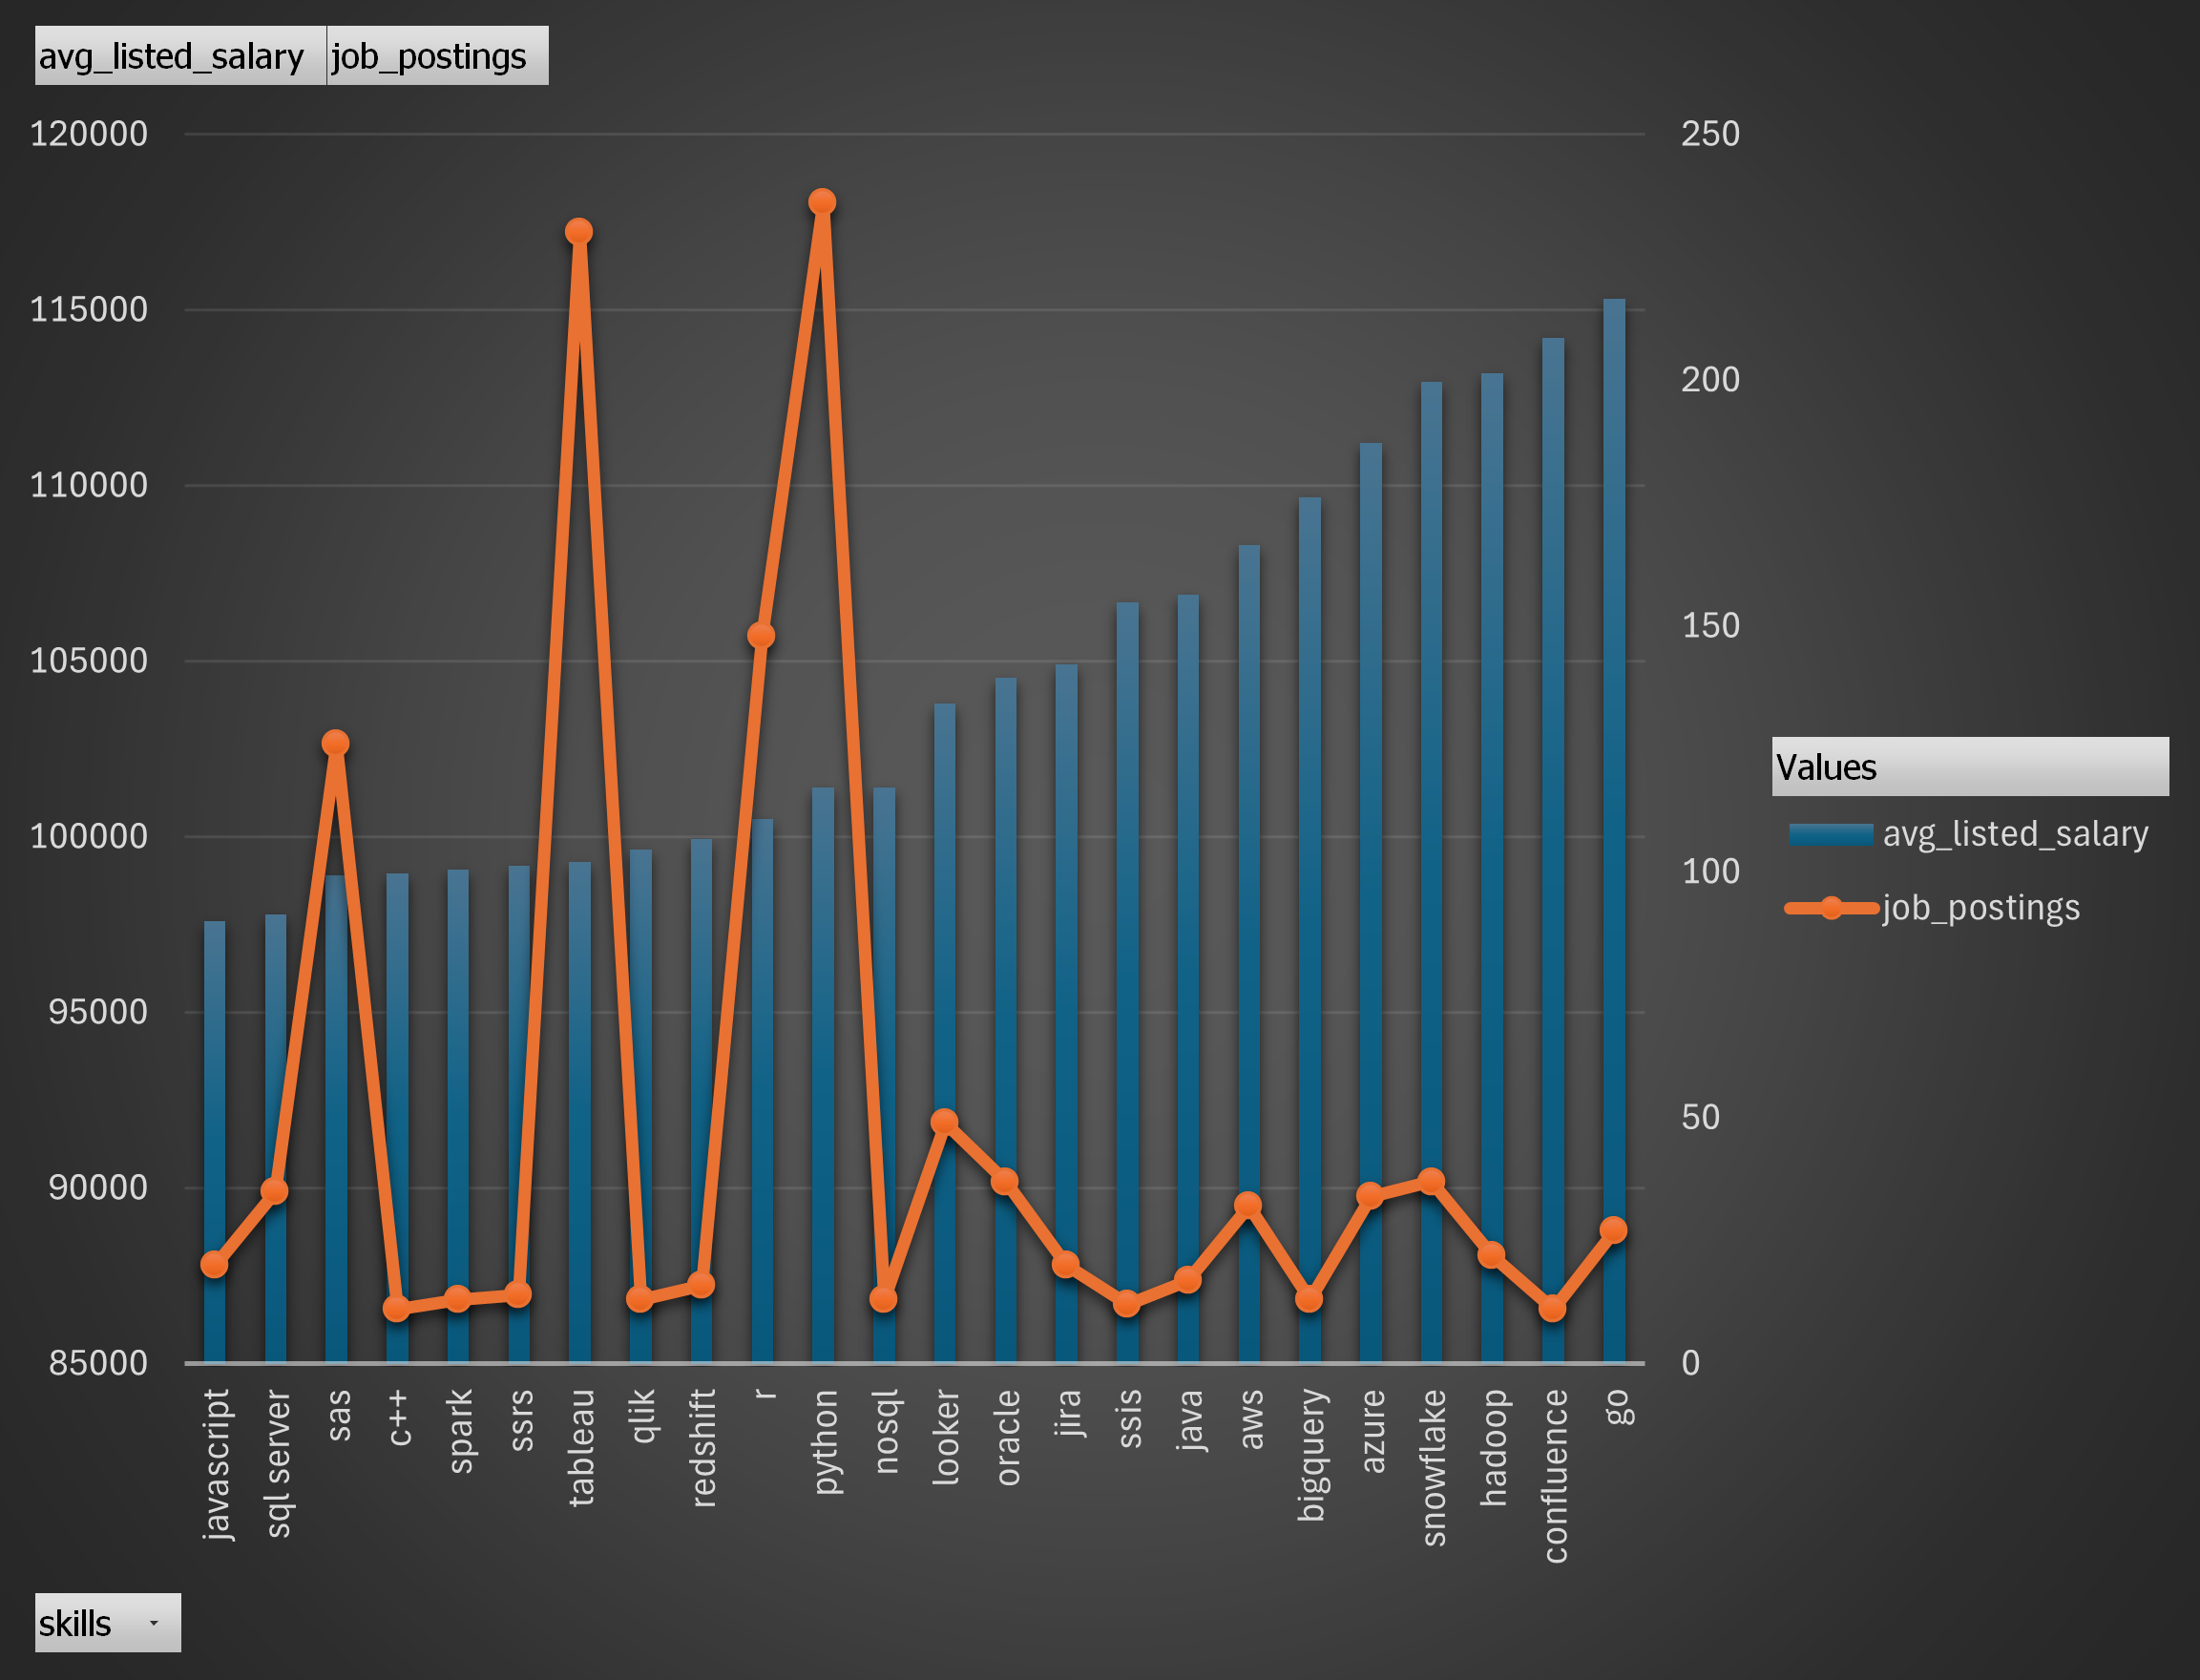 avg_listed_salary job_postings
120000
115000
110000
105000
100000
95000
90000
85000
250
200
150
100
50
0
javascript
sql server
sas
c++
spark
ssrs
tableau
qlik
redshift
r
python
nosql
looker
oracle
jira
ssis
java
aws
bigquery
azure
snowflake
hadoop
confluence
go
Values
avg_listed_salary
job_postings
skills